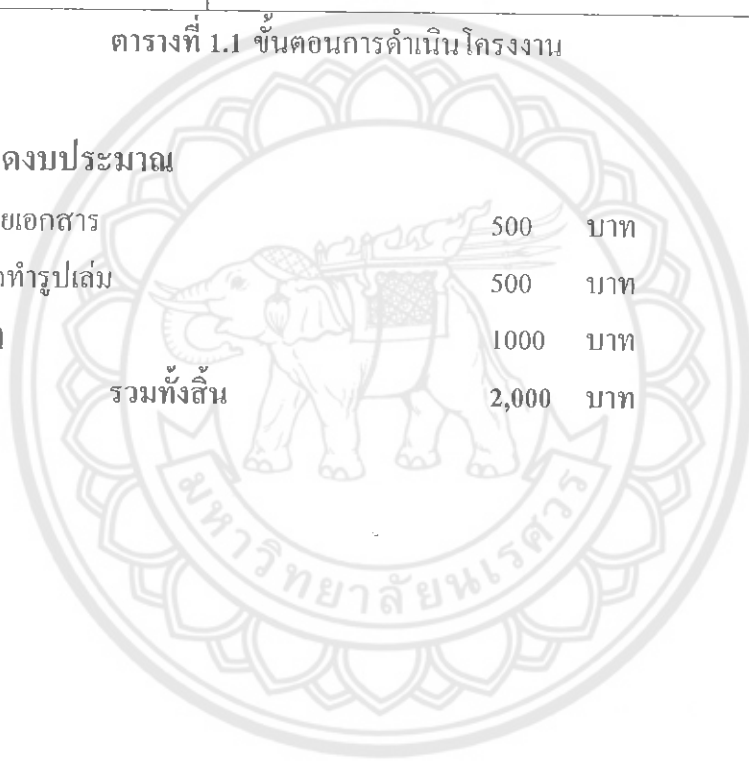 ตารางที่ 1.1 ขั้นตอนการดำเนินโครงงาน
ดงบประมาณ
ยเอกสาร 500 บาท
ทำรูปเล่ม 500 บาท
1000 บาท
รวมทั้งสิ้น 2,000 บาท
มหาวิทยาลัยนเรศวร